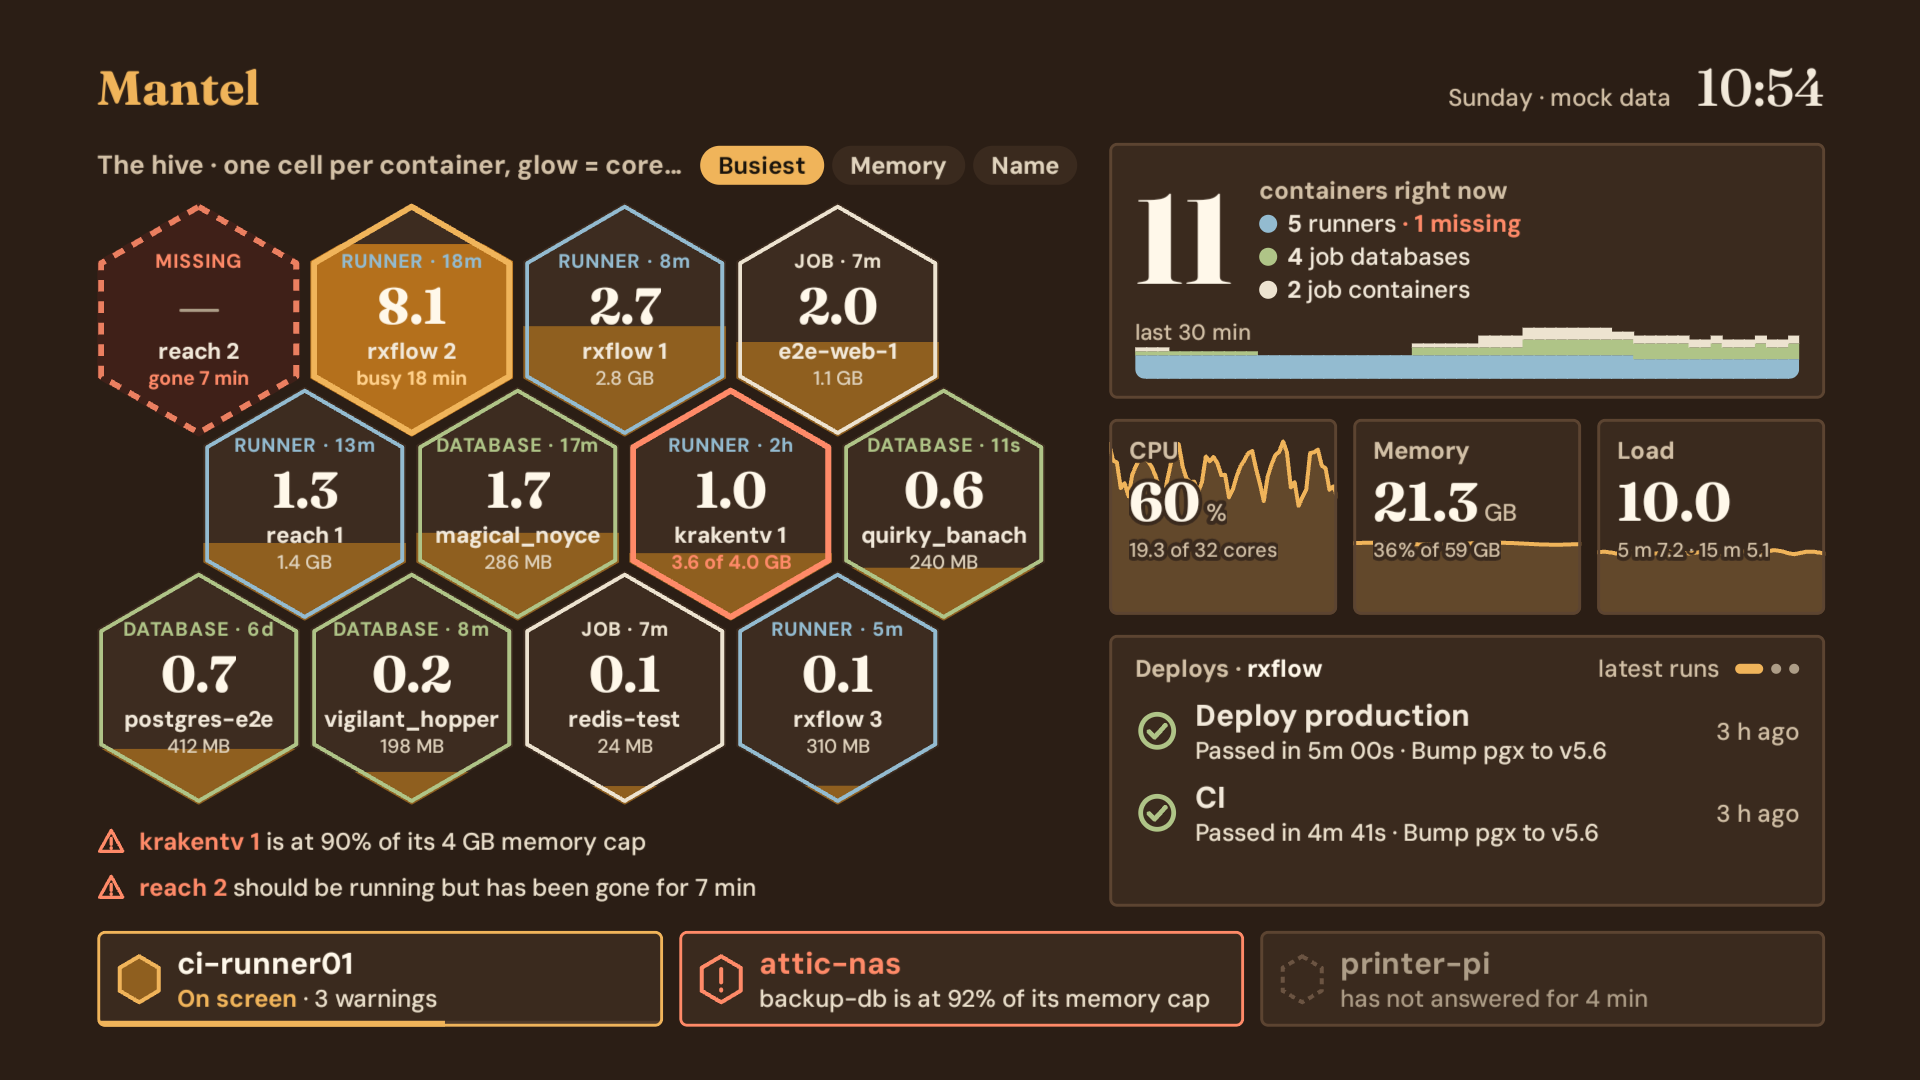 Mantel
Sunday · mock data 10:54
The hive · one cell per container, glow = core… Busiest Memory Name
MISSING
—
reach 2
gone 7 min
RUNNER · 18m
8.1
rxflow 2
busy 18 min
RUNNER · 8m
2.7
rxflow 1
2.8 GB
JOB · 7m
2.0
e2e-web-1
1.1 GB
RUNNER · 13m
1.3
reach 1
1.4 GB
DATABASE · 17m
1.7
magical_noyce
286 MB
RUNNER · 2h
1.0
krakentv 1
3.6 of 4.0 GB
DATABASE · 11s
0.6
quirky_banach
240 MB
DATABASE · 6d
0.7
postgres-e2e
412 MB
DATABASE · 8m
0.2
vigilant_hopper
198 MB
JOB · 7m
0.1
redis-test
24 MB
RUNNER · 5m
0.1
rxflow 3
310 MB
krakentv 1 is at 90% of its 4 GB memory cap
reach 2 should be running but has been gone for 7 min
11
containers right now
5 runners · 1 missing
4 job databases
2 job containers
last 30 min
CPU
60 %
19.3 of 32 cores
Memory
21.3 GB
36% of 59 GB
Load
10.0
5 m 7.2 · 15 m 5.1
Deploys · rxflow latest runs
Deploy production
Passed in 5m 00s · Bump pgx to v5.6
3 h ago
CI
Passed in 4m 41s · Bump pgx to v5.6
3 h ago
ci-runner01
On screen · 3 warnings
attic-nas
backup-db is at 92% of its memory cap
printer-pi
has not answered for 4 min